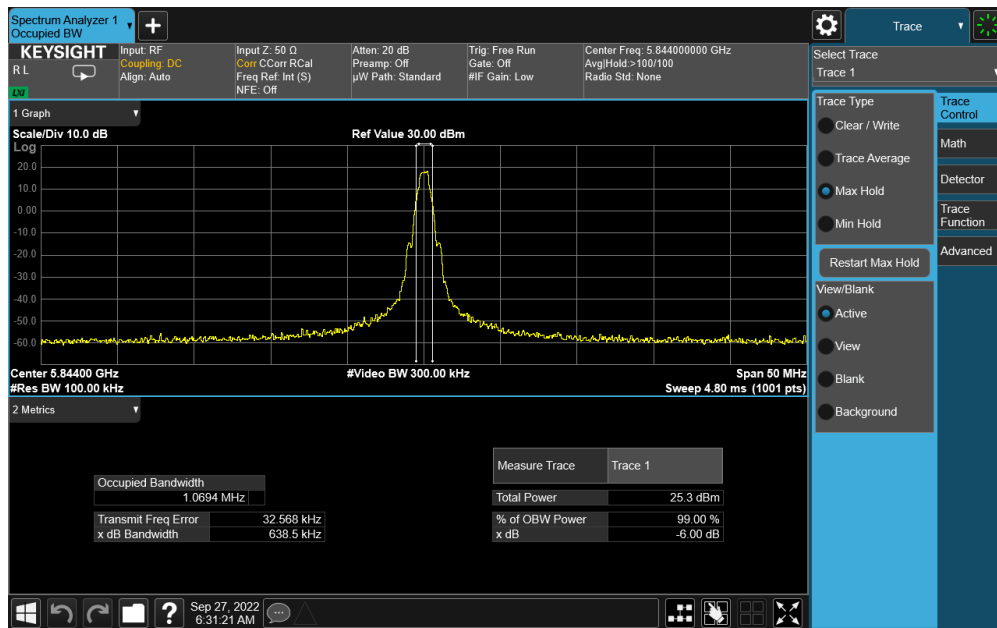 Spectrum Analyzer 1
Occupied BW
Trace
KEYSIGHT
R L
LXI
Input: RF
Coupling: DC
Align: Auto
Input Z: 50 Ω
Corr CCorr RCal
Freq Ref: Int (S)
NFE: Off
Atten: 20 dB
Preamp: Off
µW Path: Standard
Trig: Free Run
Gate: Off
#IF Gain: Low
Center Freq: 5.844000000 GHz
Avg|Hold:>100/100
Radio Std: None
Select Trace
Trace 1
Trace Type
Clear / Write
Trace Average
Max Hold
Min Hold
Restart Max Hold
View/Blank
Active
View
Blank
Background
Trace
Control
Math
Detector
Trace
Function
Advanced
1 Graph
Scale/Div 10.0 dB
Ref Value 30.00 dBm
Log
20.0
10.0
0.00
-10.0
-20.0
-30.0
-40.0
-50.0
-60.0
Center 5.84400 GHz
#Video BW 300.00 kHz
Span 50 MHz
#Res BW 100.00 kHz
Sweep 4.80 ms (1001 pts)
2 Metrics
Measure Trace Trace 1
Occupied Bandwidth
1.0694 MHz
Total Power 25.3 dBm
Transmit Freq Error 32.568 kHz
% of OBW Power 99.00 %
x dB Bandwidth 638.5 kHz
x dB -6.00 dB
?
Sep 27, 2022
6:31:21 AM